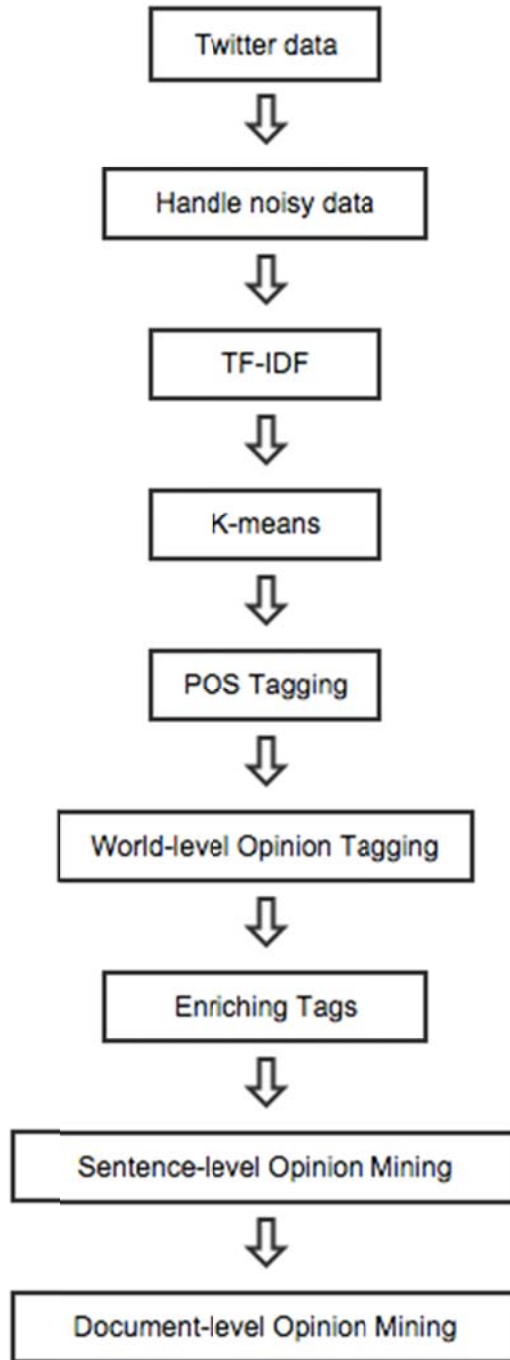 Twitter data
Handle noisy data
TF-IDF
K-means
POS Tagging
World-level Opinion Tagging
Enriching Tags
Sentence-level Opinion Mining
Document-level Opinion Mining